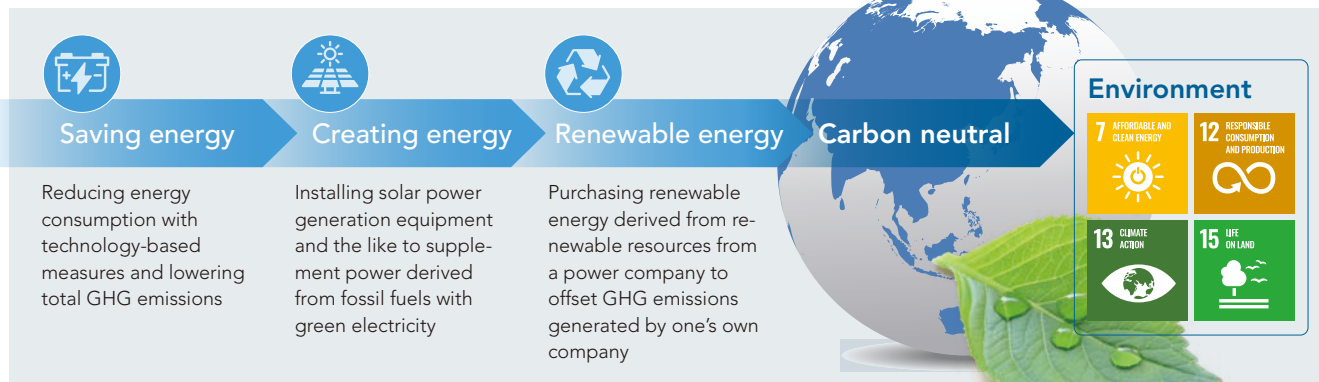 Saving energy
Reducing energy
consumption with
technology-based
measures and lowering
total GHG emissions
Creating energy
Installing solar power
generation equipment
and the like to supple-
ment power derived
from fossil fuels with
green electricity
Renewable energy
Purchasing renewable
energy derived from re-
newable resources from
a power company to
offset GHG emissions
generated by one’s own
company
Carbon neutral
Environment
7 AFFORDABLE AND
CLEAN ENERGY
12 RESPONSIBLE
CONSUMPTION
AND PRODUCTION
13 CLIMATE
ACTION
15 LIFE
ON LAND